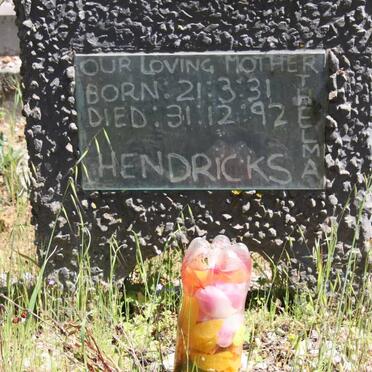 OUR LOVING MOTHER
BORN: 21:3:31
DIED: 31:12:92
THELMA
HENDRICKS